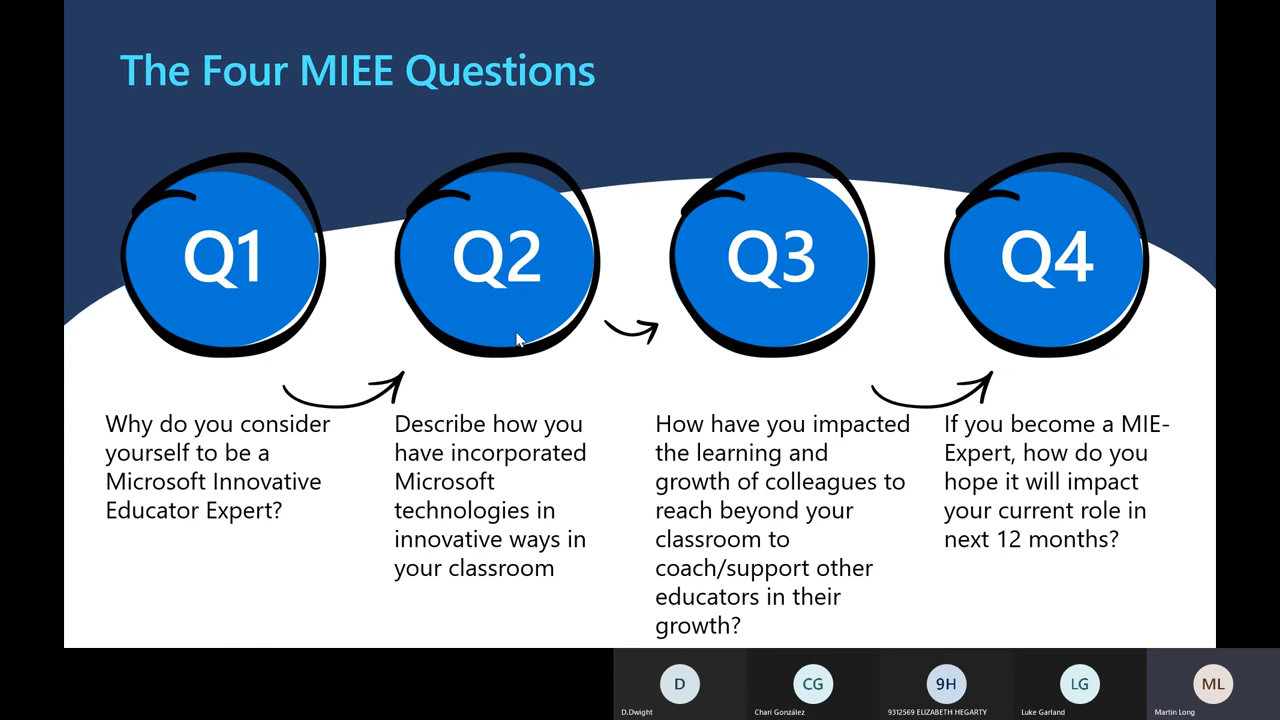 The Four MIEE Questions
Q1
Q2
Q3
Q4
Why do you consider
yourself to be a
Microsoft Innovative
Educator Expert?
Describe how you
have incorporated
Microsoft
technologies in
innovative ways in
your classroom
How have you impacted
the learning and
growth of colleagues to
reach beyond your
classroom to
coach/support other
educators in their
growth?
If you become a MIE-
Expert, how do you
hope it will impact
your current role in
next 12 months?
D
CG
9H
LG
ML
D.Dwight
Chari González
9312569 ELIZABETH HEGARTY
Luke Garland
Martin Long